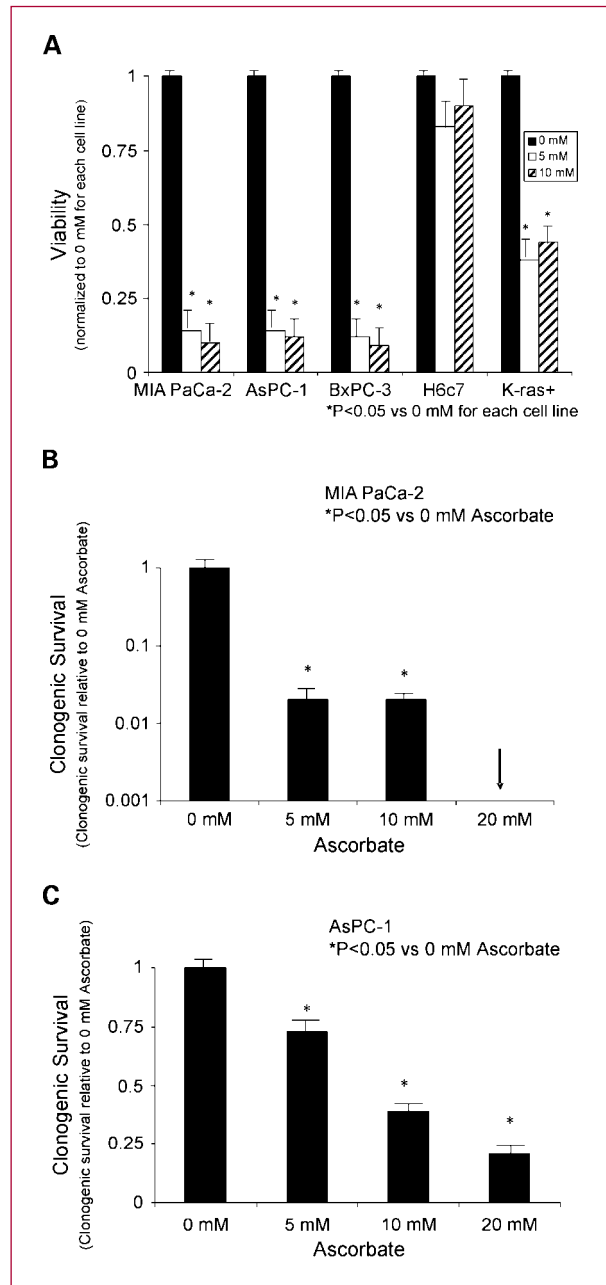 A
Viability
(normalized to 0 mM for each cell line)
1
0.75
0.5
0.25
0
0 mM
5 mM
10 mM
* * * * * * * *
MIA PaCa-2 AsPC-1 BxPC-3 H6c7 K-ras+
*P<0.05 vs 0 mM for each cell line
B
MIA PaCa-2
*P<0.05 vs 0 mM Ascorbate
Clonogenic Survival
(Clonogenic survival relative to 0 mM Ascorbate)
1
0.1
0.01
0.001
* *
0 mM 5 mM 10 mM 20 mM
Ascorbate
C
AsPC-1
*P<0.05 vs 0 mM Ascorbate
Clonogenic Survival
(Clonogenic survival relative to 0 mM Ascorbate)
1
0.75
0.5
0.25
0
* * *
0 mM 5 mM 10 mM 20 mM
Ascorbate